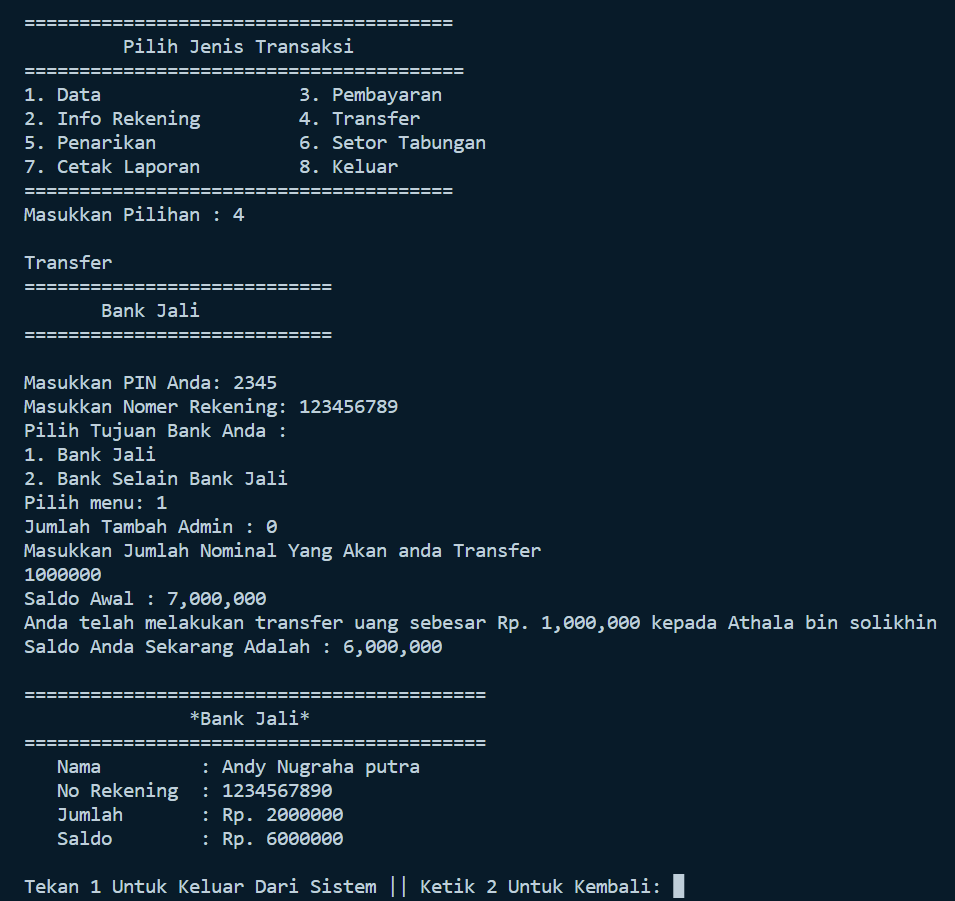 =======================================
         Pilih Jenis Transaksi
========================================
1. Data                  3. Pembayaran
2. Info Rekening         4. Transfer
5. Penarikan             6. Setor Tabungan
7. Cetak Laporan         8. Keluar
=======================================
Masukkan Pilihan : 4

Transfer
============================
       Bank Jali
============================

Masukkan PIN Anda: 2345
Masukkan Nomer Rekening: 123456789
Pilih Tujuan Bank Anda :
1. Bank Jali
2. Bank Selain Bank Jali
Pilih menu: 1
Jumlah Tambah Admin : 0
Masukkan Jumlah Nominal Yang Akan anda Transfer
1000000
Saldo Awal : 7,000,000
Anda telah melakukan transfer uang sebesar Rp. 1,000,000 kepada Athala bin solikhin
Saldo Anda Sekarang Adalah : 6,000,000

==========================================
               *Bank Jali*
==========================================
   Nama         : Andy Nugraha putra
   No Rekening  : 1234567890
   Jumlah       : Rp. 2000000
   Saldo        : Rp. 6000000

Tekan 1 Untuk Keluar Dari Sistem || Ketik 2 Untuk Kembali: